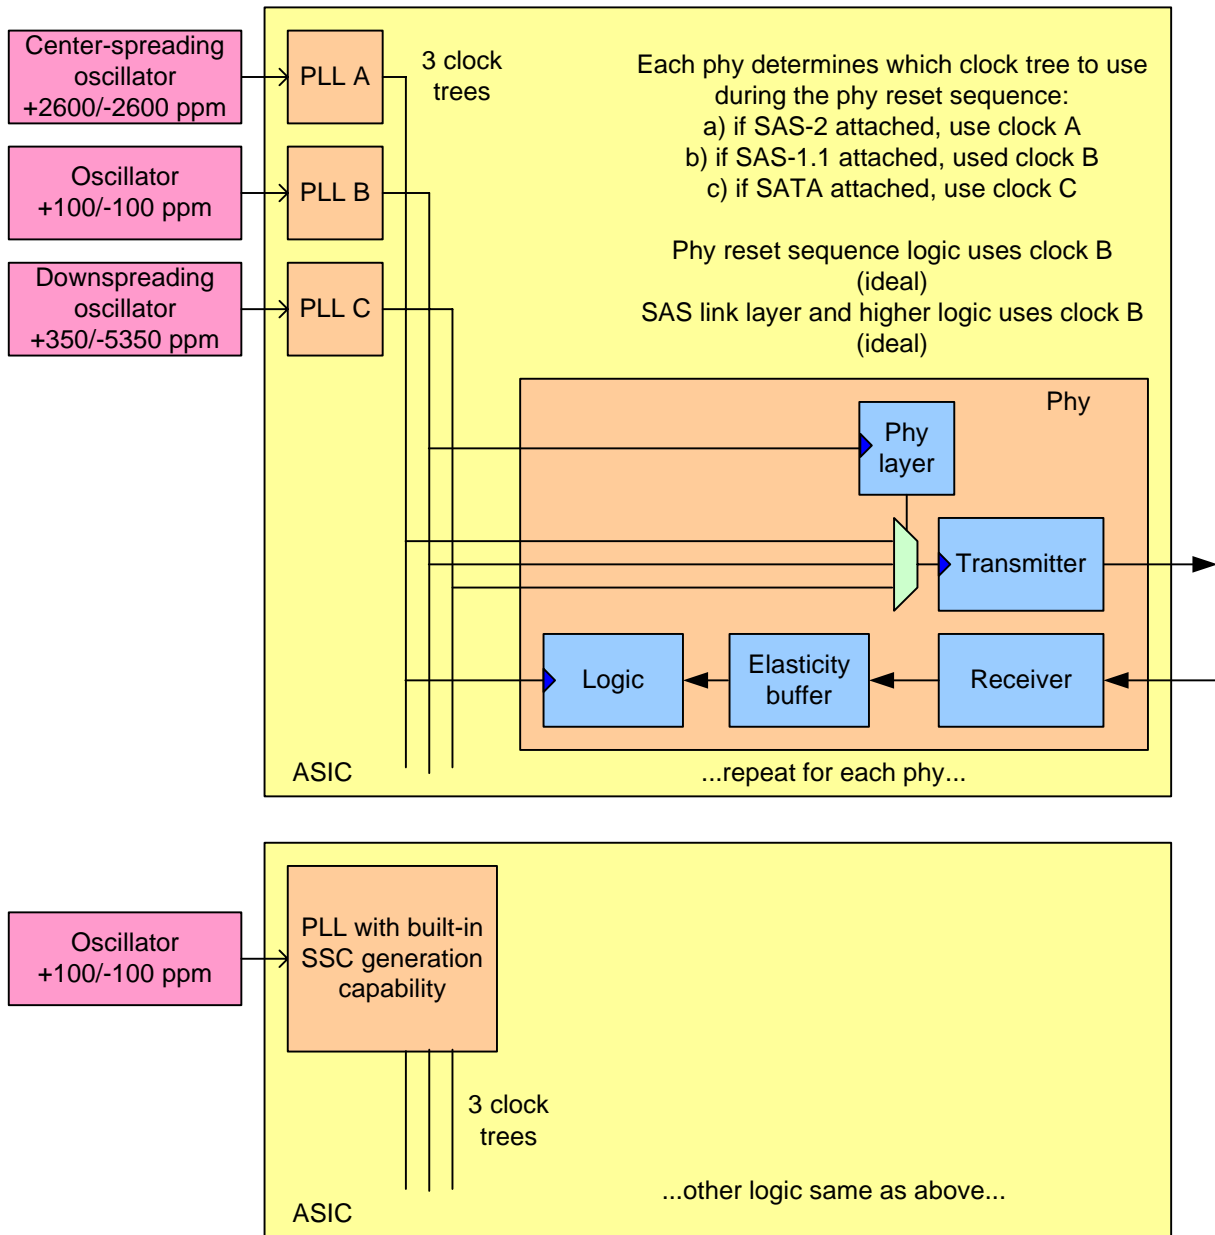 Center-spreading
oscillator
+2600/-2600 ppm
PLL A
3 clock
trees
Each phy determines which clock tree to use
during the phy reset sequence:
a) if SAS-2 attached, use clock A
b) if SAS-1.1 attached, used clock B
c) if SATA attached, use clock C
Oscillator
+100/-100 ppm
PLL B
Phy reset sequence logic uses clock B
(ideal)
SAS link layer and higher logic uses clock B
(ideal)
Downspreading
oscillator
+350/-5350 ppm
PLL C
Phy
Phy
layer
Transmitter
Logic
Elasticity
buffer
Receiver
ASIC
...repeat for each phy...
Oscillator
+100/-100 ppm
PLL with built-in
SSC generation
capability
3 clock
trees
...other logic same as above...
ASIC